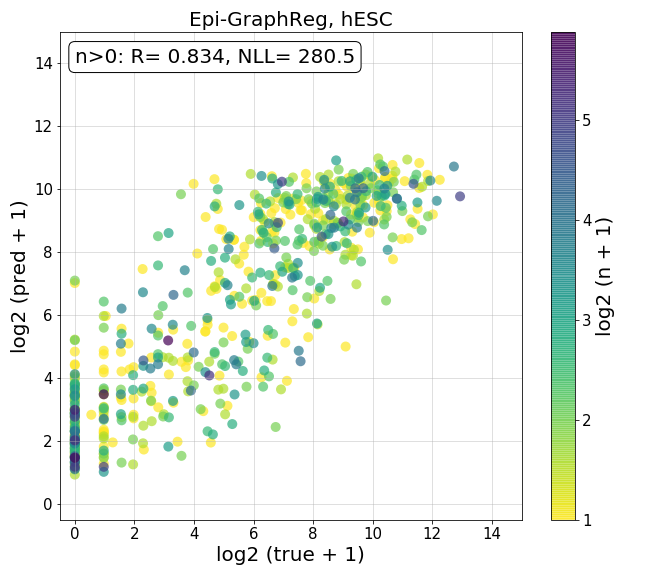 Epi-GraphReg, hESC
n>0: R= 0.834, NLL= 280.5
14
12
10
8
6
4
2
0
log2 (pred + 1)
0 2 4 6 8 10 12 14
log2 (true + 1)
5
4
3
2
1
log2 (n + 1)